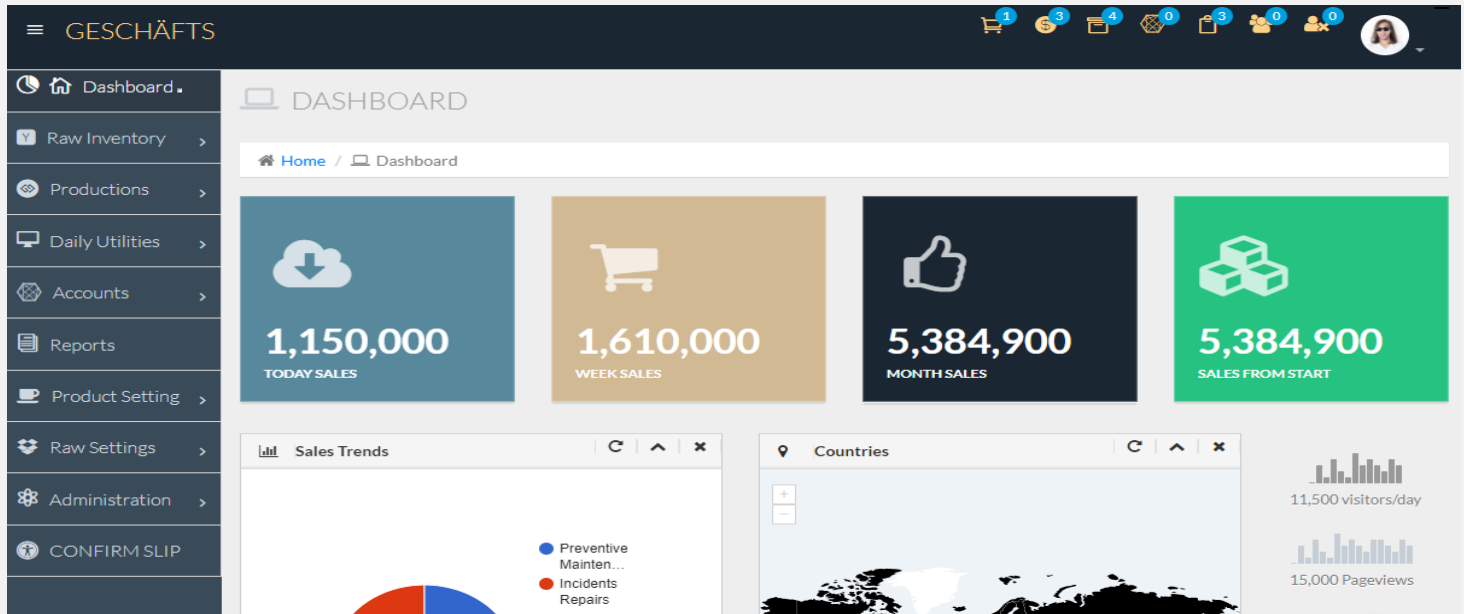 GESCHÄFTS
1
3
4
0
3
0
0
Dashboard
Raw Inventory
Productions
Daily Utilities
Accounts
Reports
Product Setting
Raw Settings
Administration
CONFIRM SLIP
DASHBOARD
Home / Dashboard
1,150,000
TODAY SALES
1,610,000
WEEK SALES
5,384,900
MONTH SALES
5,384,900
SALES FROM START
Sales Trends
Preventive
Mainten...
Incidents
Repairs
Countries
+
−
11,500 visitors/day
15,000 Pageviews